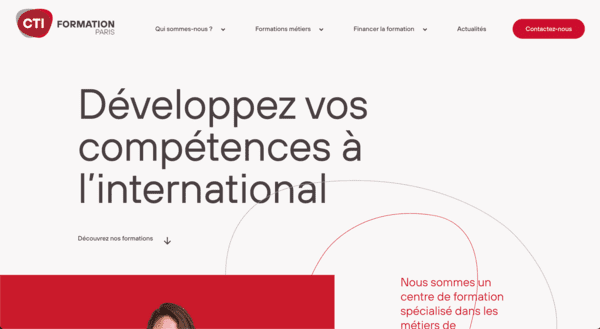 CTI
FORMATION
PARIS
Qui sommes-nous ?
Formations métiers
Financer la formation
Actualités
Contactez-nous
Développez vos
compétences à
l'international
Découvrez nos formations
Nous sommes un
centre de formation
spécialisé dans les
métiers de